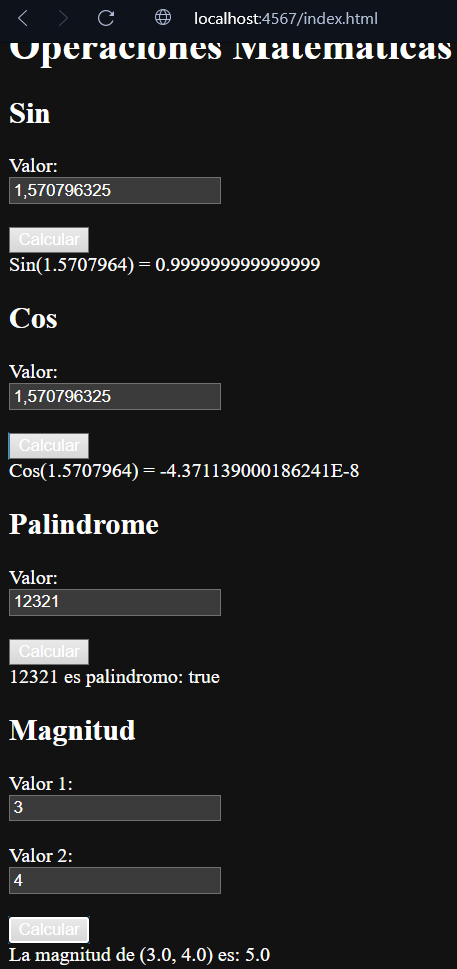 localhost:4567/index.html
Operaciones Matematicas
Sin
Valor:
1,570796325
Calcular
Sin(1.5707964) = 0.999999999999999
Cos
Valor:
1,570796325
Calcular
Cos(1.5707964) = -4.371139000186241E-8
Palindrome
Valor:
12321
Calcular
12321 es palindromo: true
Magnitud
Valor 1:
3
Valor 2:
4
Calcular
La magnitud de (3.0, 4.0) es: 5.0